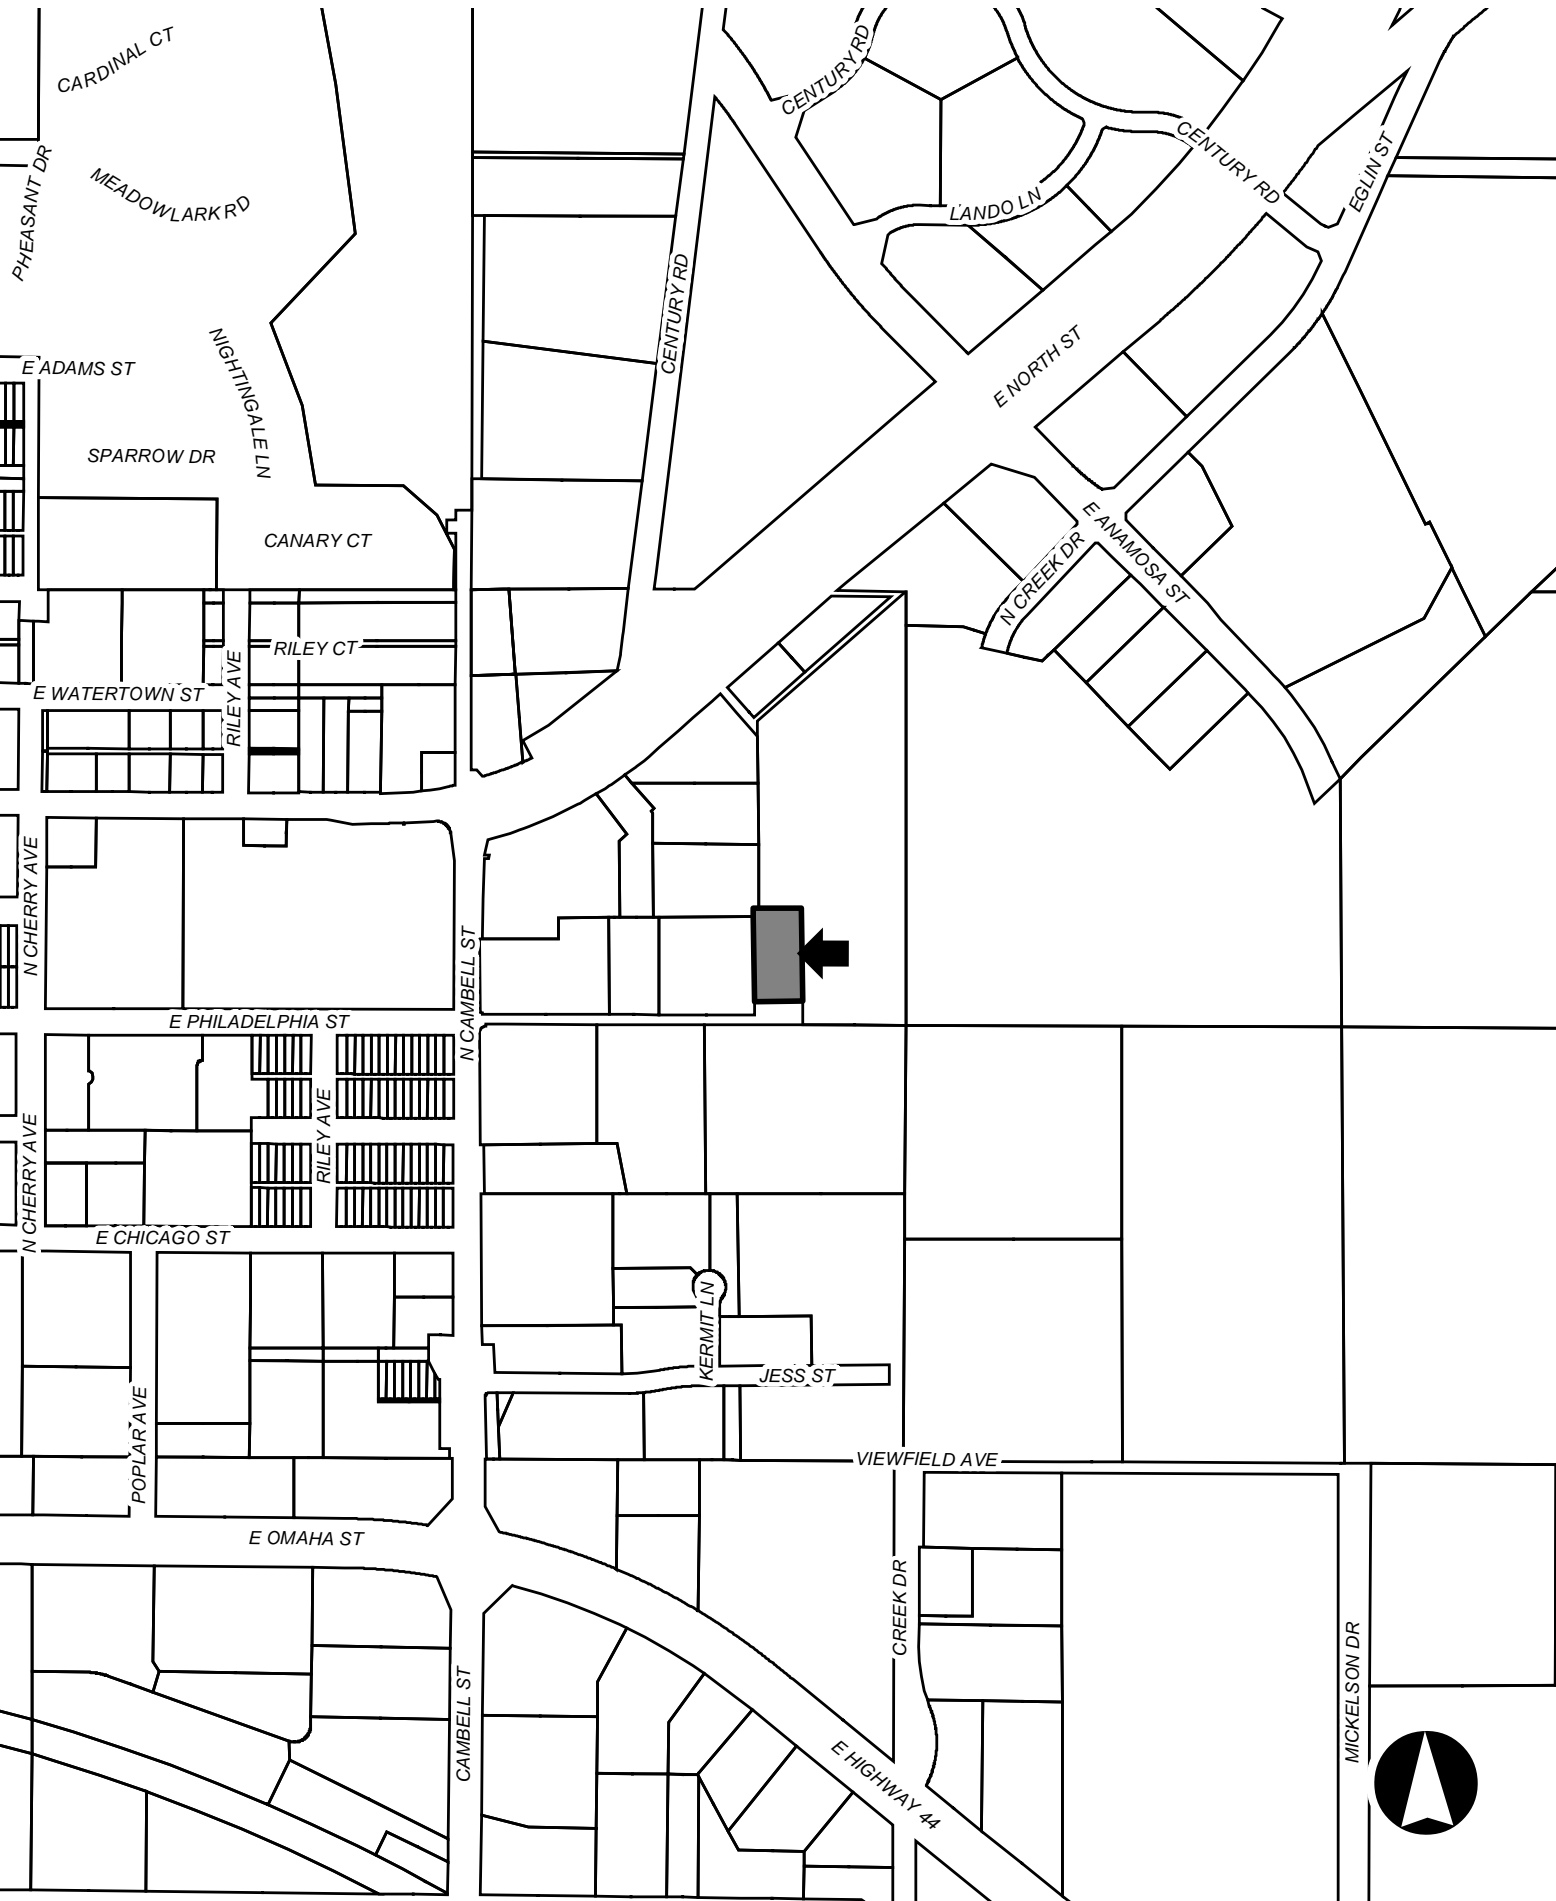 CARDINAL CT
CENTURY RD
CENTURY RD
EGLIN ST
PHEASANT DR
MEADOWLARK RD
LANDO LN
CENTURY RD
E NORTH ST
E ADAMS ST
NIGHTINGALE LN
SPARROW DR
CANARY CT
E ANAMOSA ST
N CREEK DR
RILEY CT
E WATERTOWN ST
RILEY AVE
N CHERRY AVE
N CAMBELL ST
E PHILADELPHIA ST
RILEY AVE
N CHERRY AVE
E CHICAGO ST
KERMIT LN
JESS ST
POPLAR AVE
VIEWFIELD AVE
E OMAHA ST
CREEK DR
MICKELSON DR
CAMBELL ST
E HIGHWAY 44